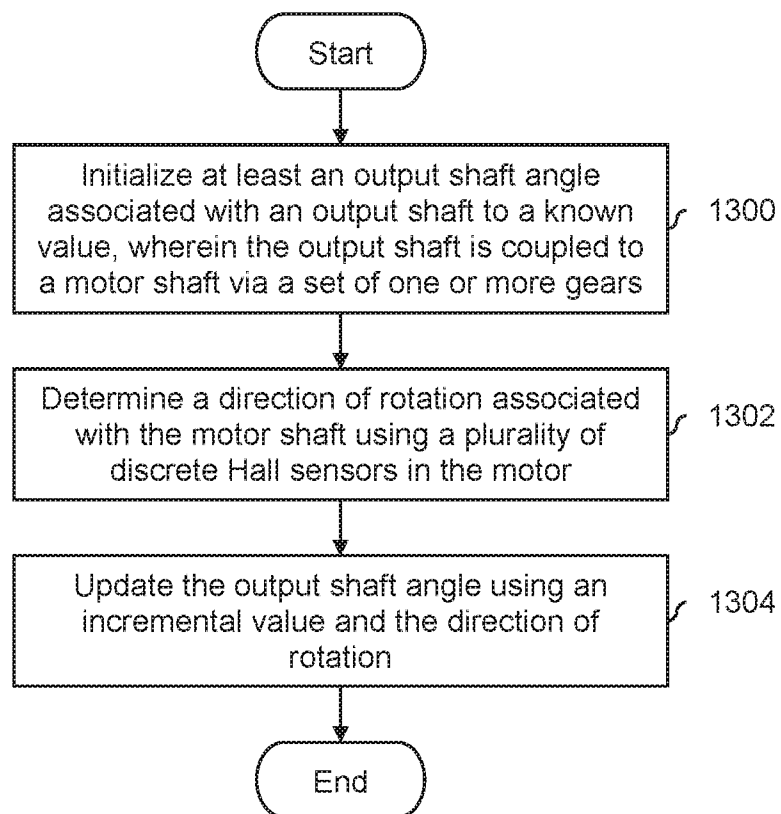 Start
Initialize at least an output shaft angle
associated with an output shaft to a known
value, wherein the output shaft is coupled to
a motor shaft via a set of one or more gears
1300
Determine a direction of rotation associated
with the motor shaft using a plurality of
discrete Hall sensors in the motor
1302
Update the output shaft angle using an
incremental value and the direction of
rotation
1304
End